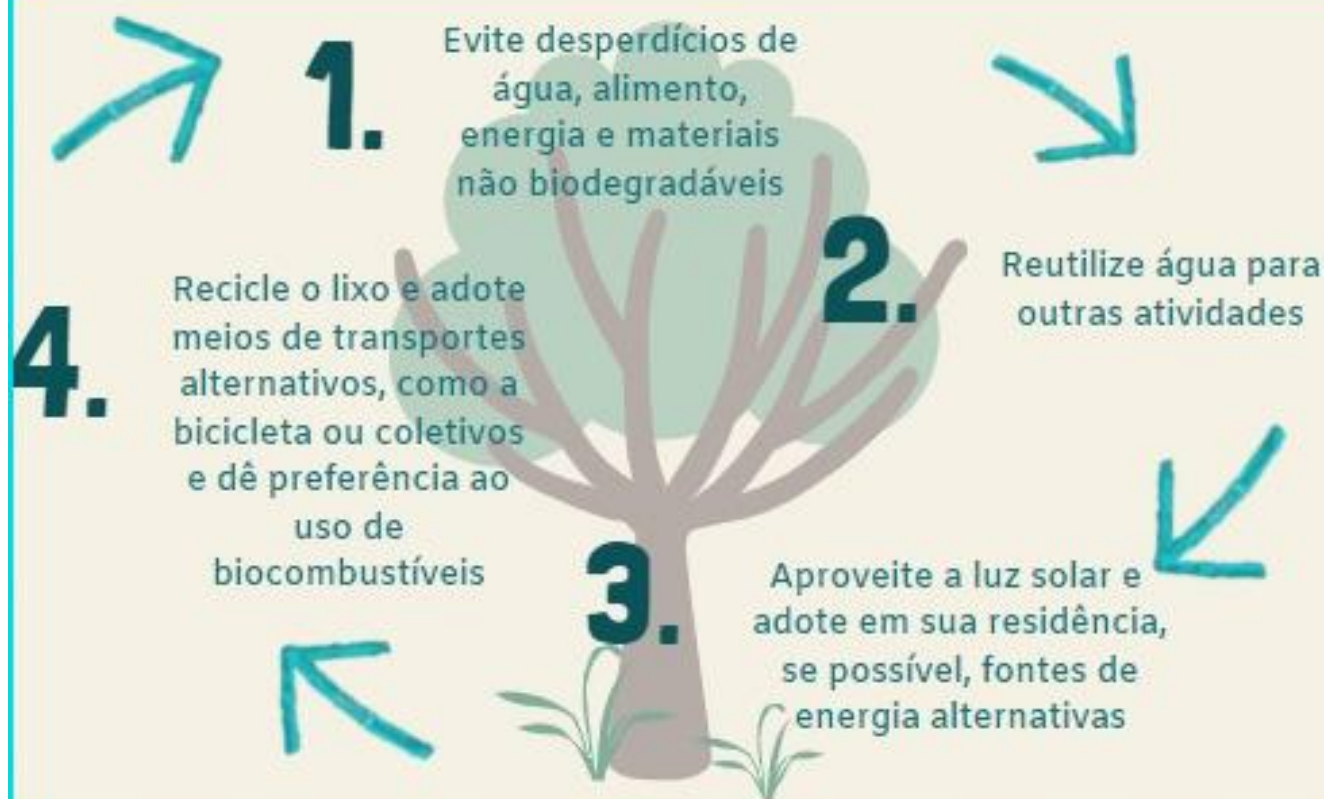 1.
Evite desperdícios de
água, alimento,
energia e materiais
não biodegradáveis
2.
Reutilize água para
outras atividades
3.
Aproveite a luz solar e
adote em sua residência,
se possível, fontes de
energia alternativas
4.
Recicle o lixo e adote
meios de transportes
alternativos, como a
bicicleta ou coletivos
e dê preferência ao
uso de
biocombustíveis